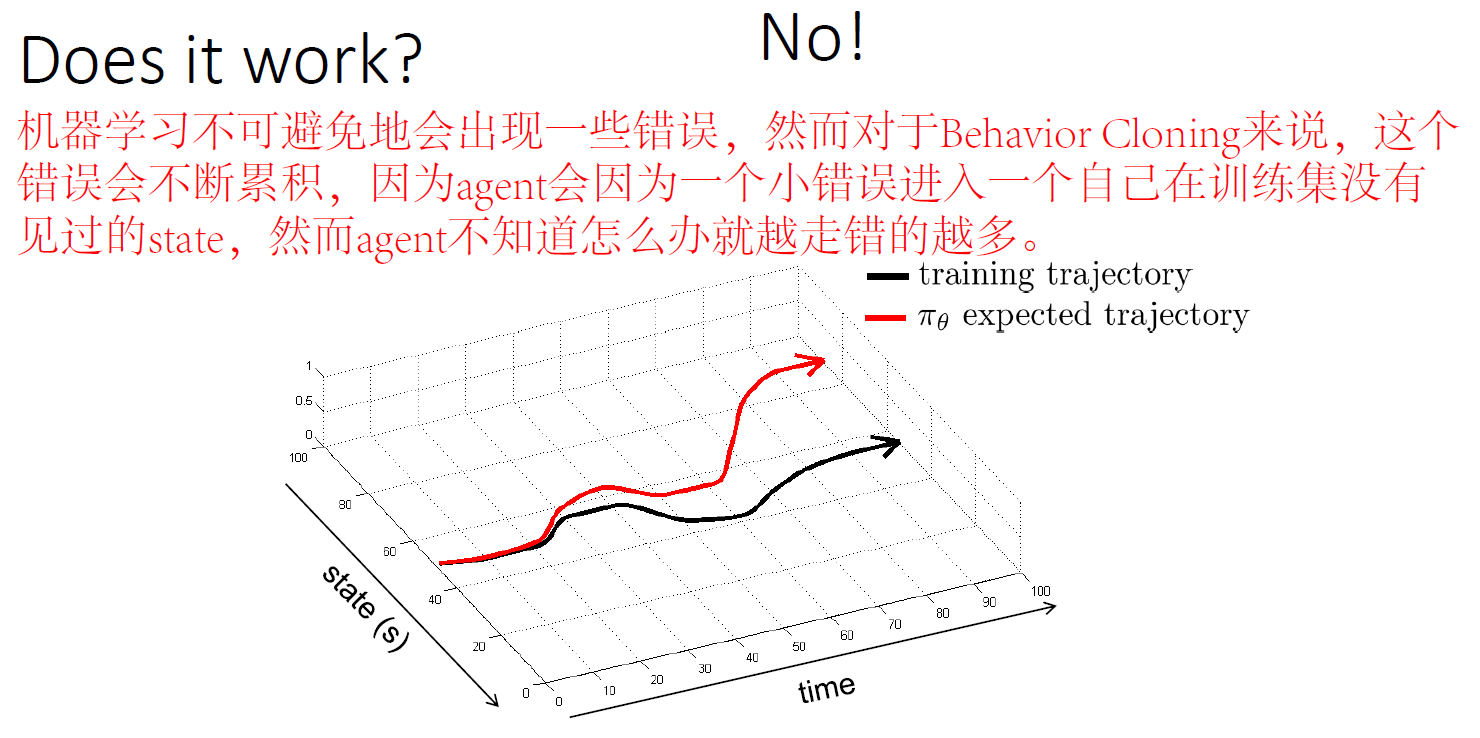 Does it work?
No!
机器学习不可避免地会出现一些错误，然而对于Behavior Cloning来说，这个
错误会不断累积，因为agent会因为一个小错误进入一个自己在训练集没有
见过的state，然而agent不知道怎么办就越走错的越多。
training trajectory
πθ expected trajectory
1
0.5
0
100
80
60
40
20
0
state (s)
0
10
20
30
40
50
60
70
80
90
100
time